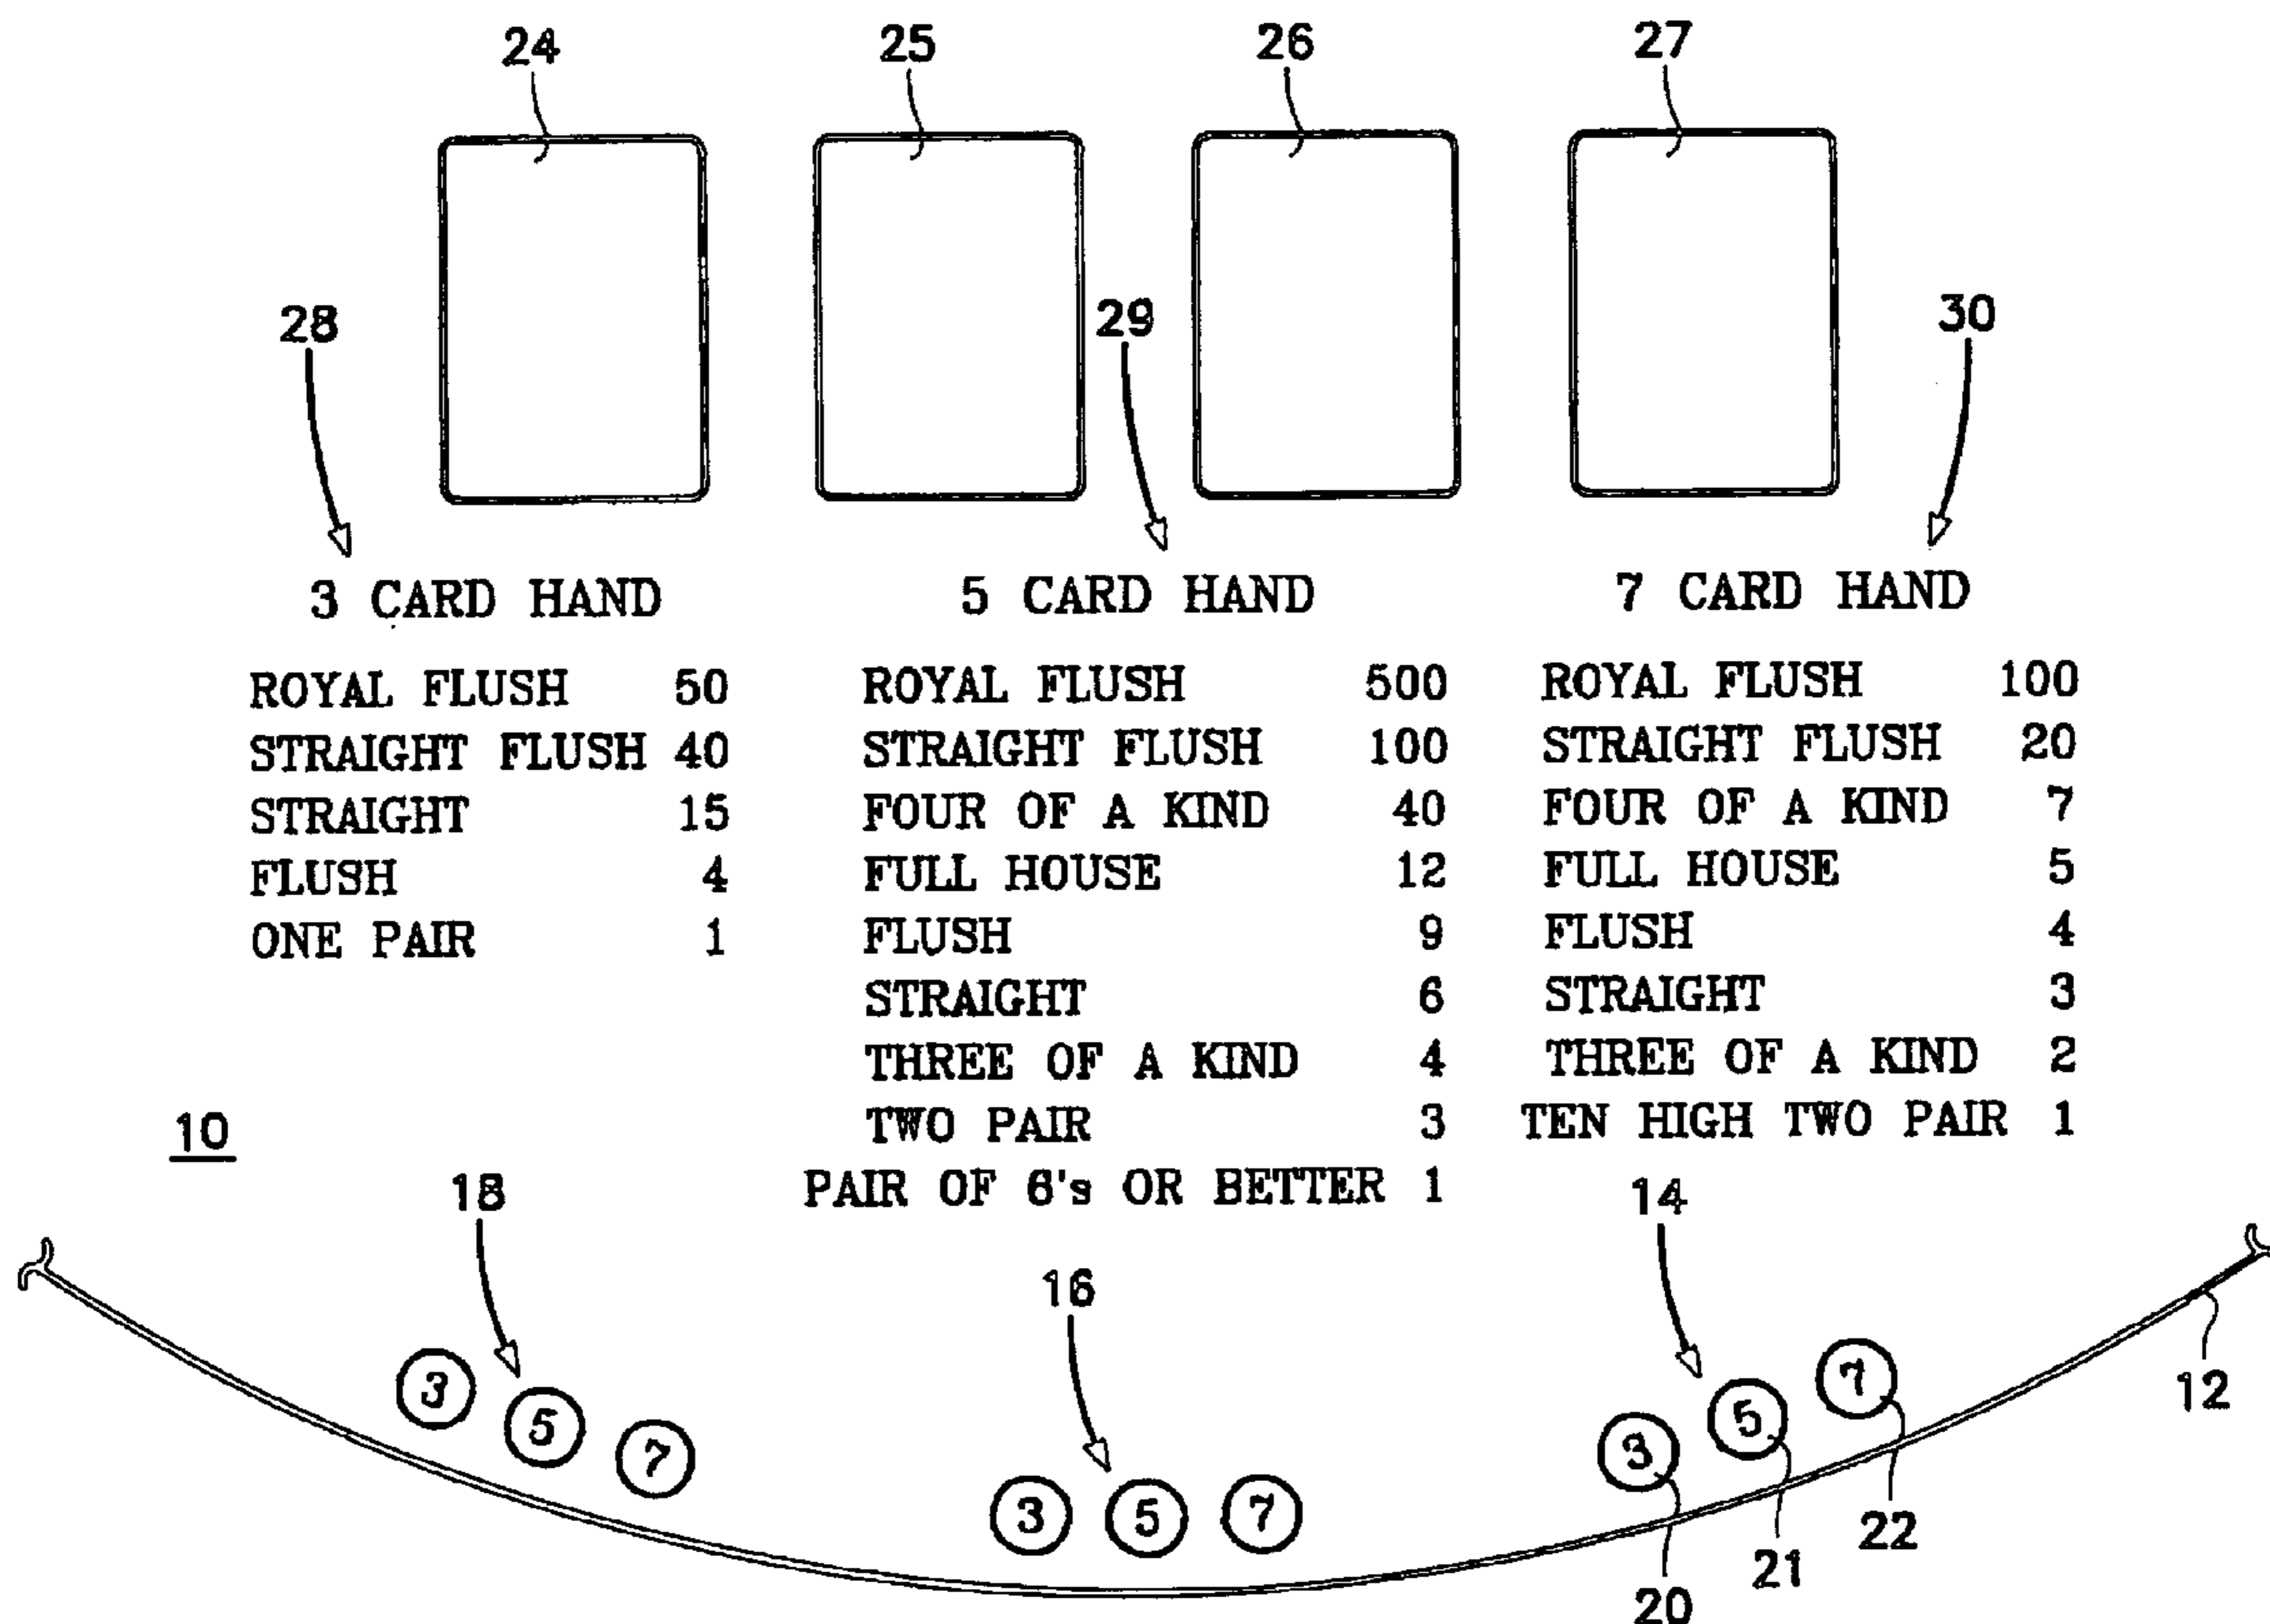 24 25 26 27
28 29 30
3 CARD HAND
ROYAL FLUSH 50
STRAIGHT FLUSH 40
STRAIGHT 15
FLUSH 4
ONE PAIR 1
5 CARD HAND
ROYAL FLUSH 500
STRAIGHT FLUSH 100
FOUR OF A KIND 40
FULL HOUSE 12
FLUSH 9
STRAIGHT 6
THREE OF A KIND 4
TWO PAIR 3
PAIR OF 6's OR BETTER 1
7 CARD HAND
ROYAL FLUSH 100
STRAIGHT FLUSH 20
FOUR OF A KIND 7
FULL HOUSE 5
FLUSH 4
STRAIGHT 3
THREE OF A KIND 2
TEN HIGH TWO PAIR 1
10
18
16
14
12
3 5 7
3 5 7
3 5 7
20 21 22